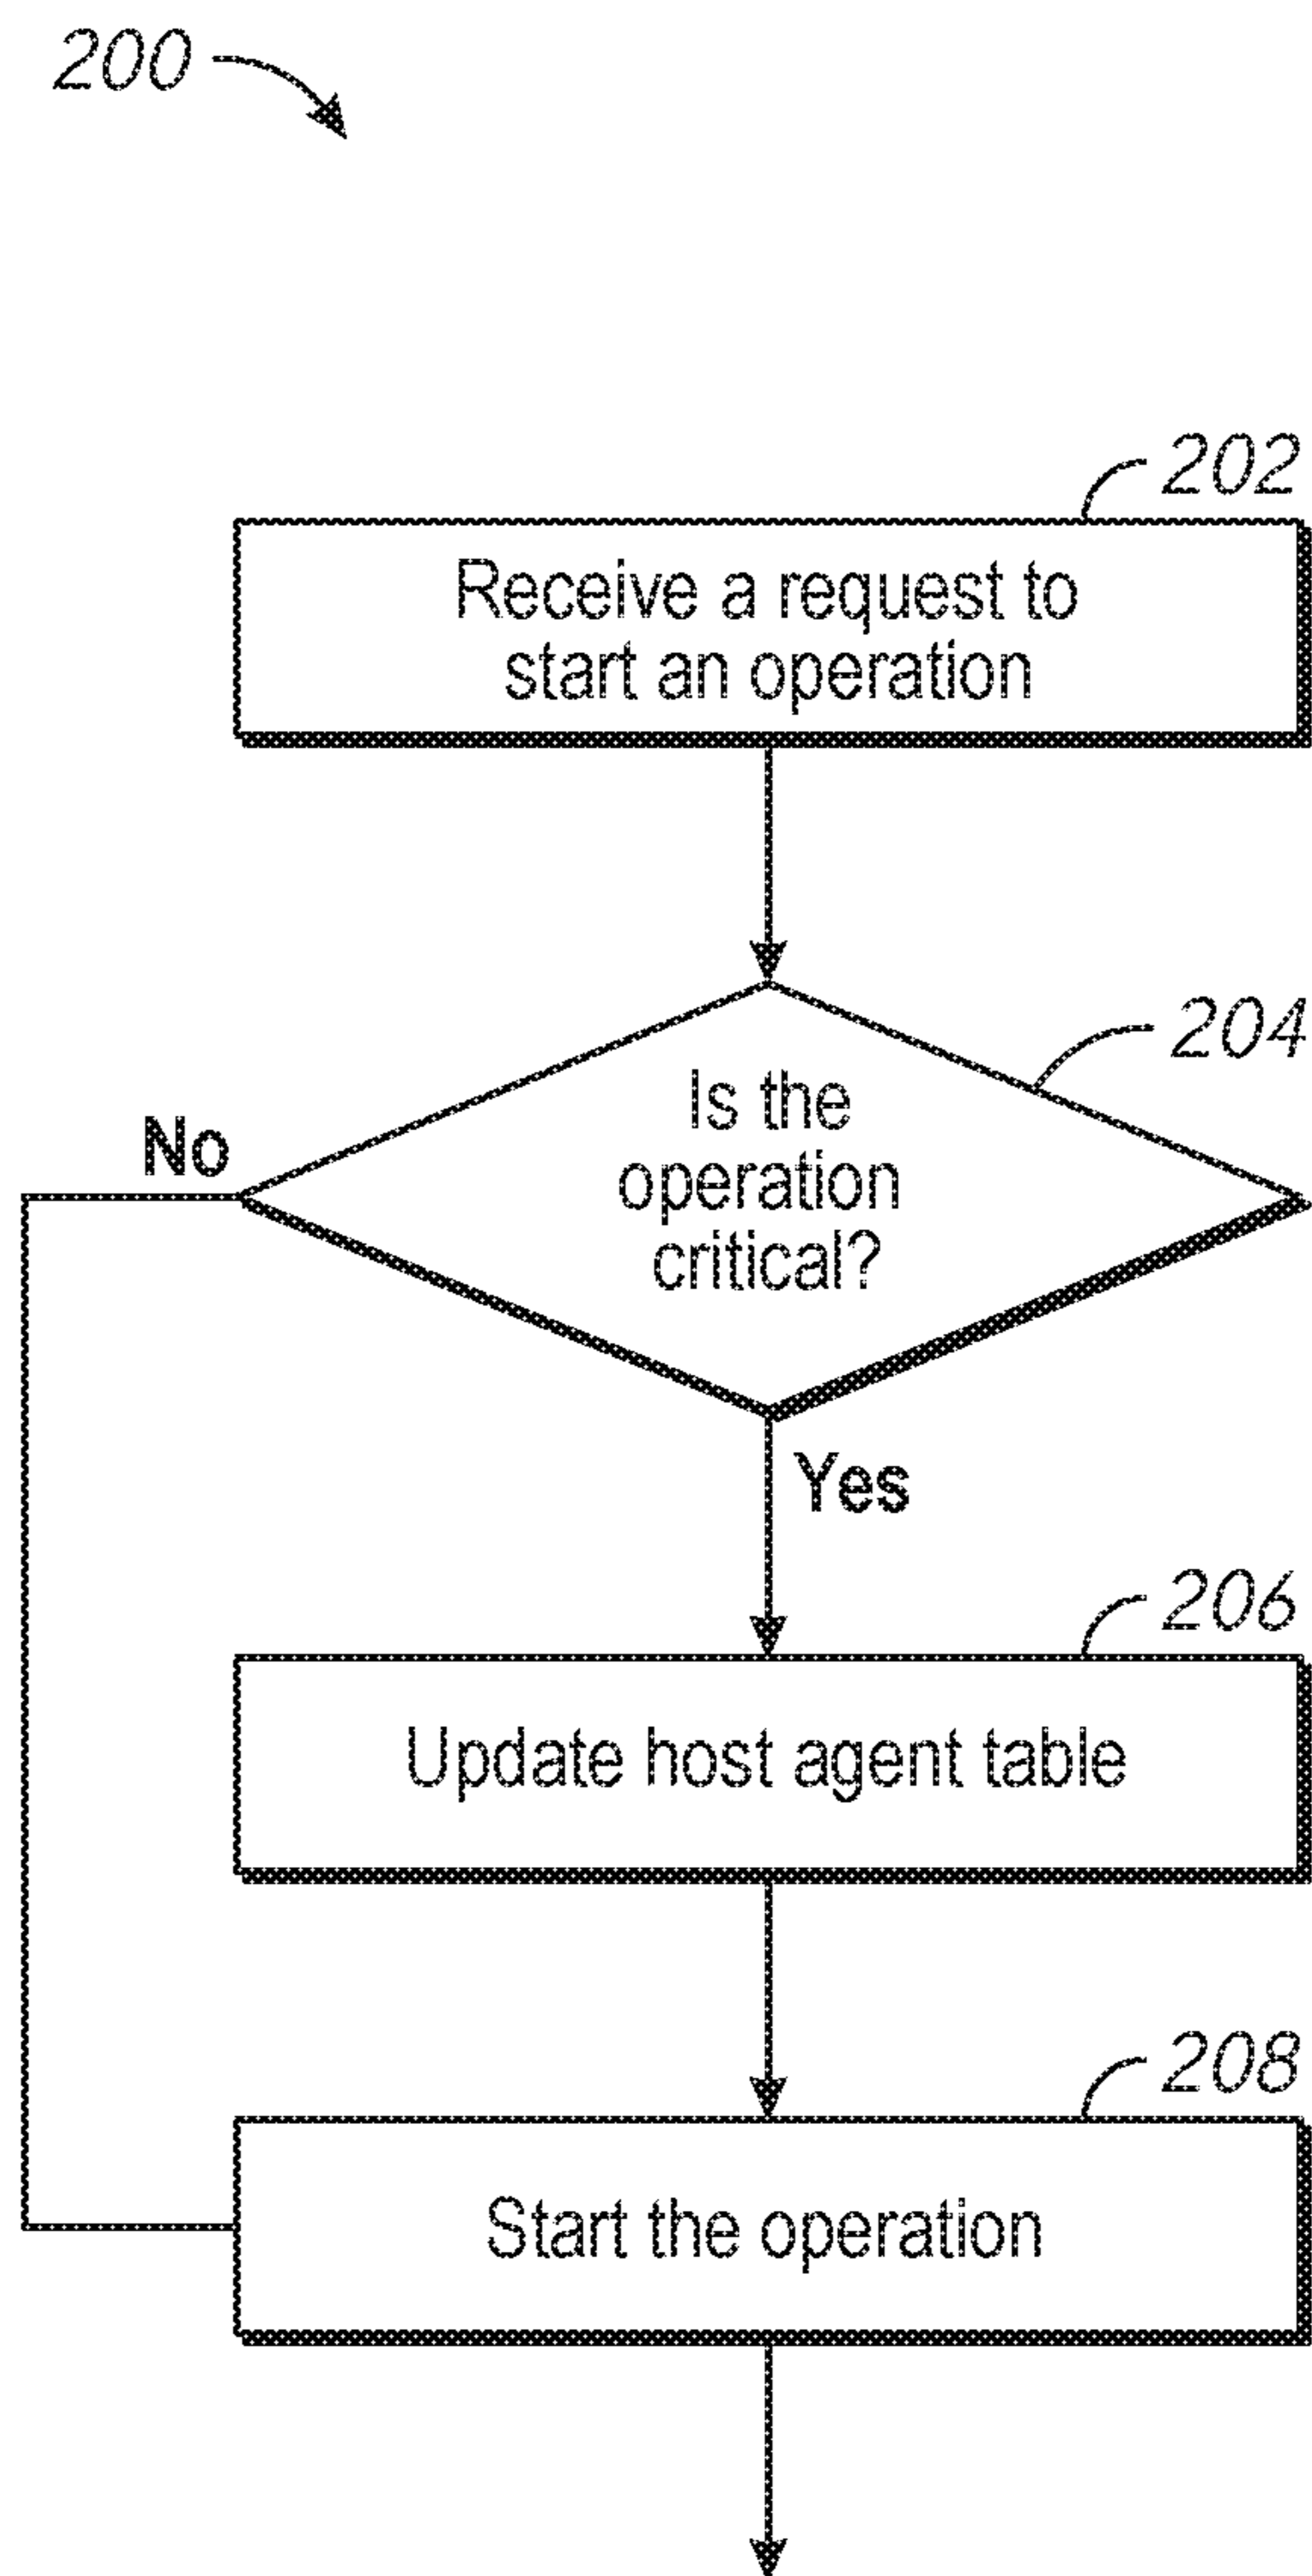 200
202
Receive a request to
start an operation
204
Is the
operation
critical?
No
Yes
206
Update host agent table
208
Start the operation